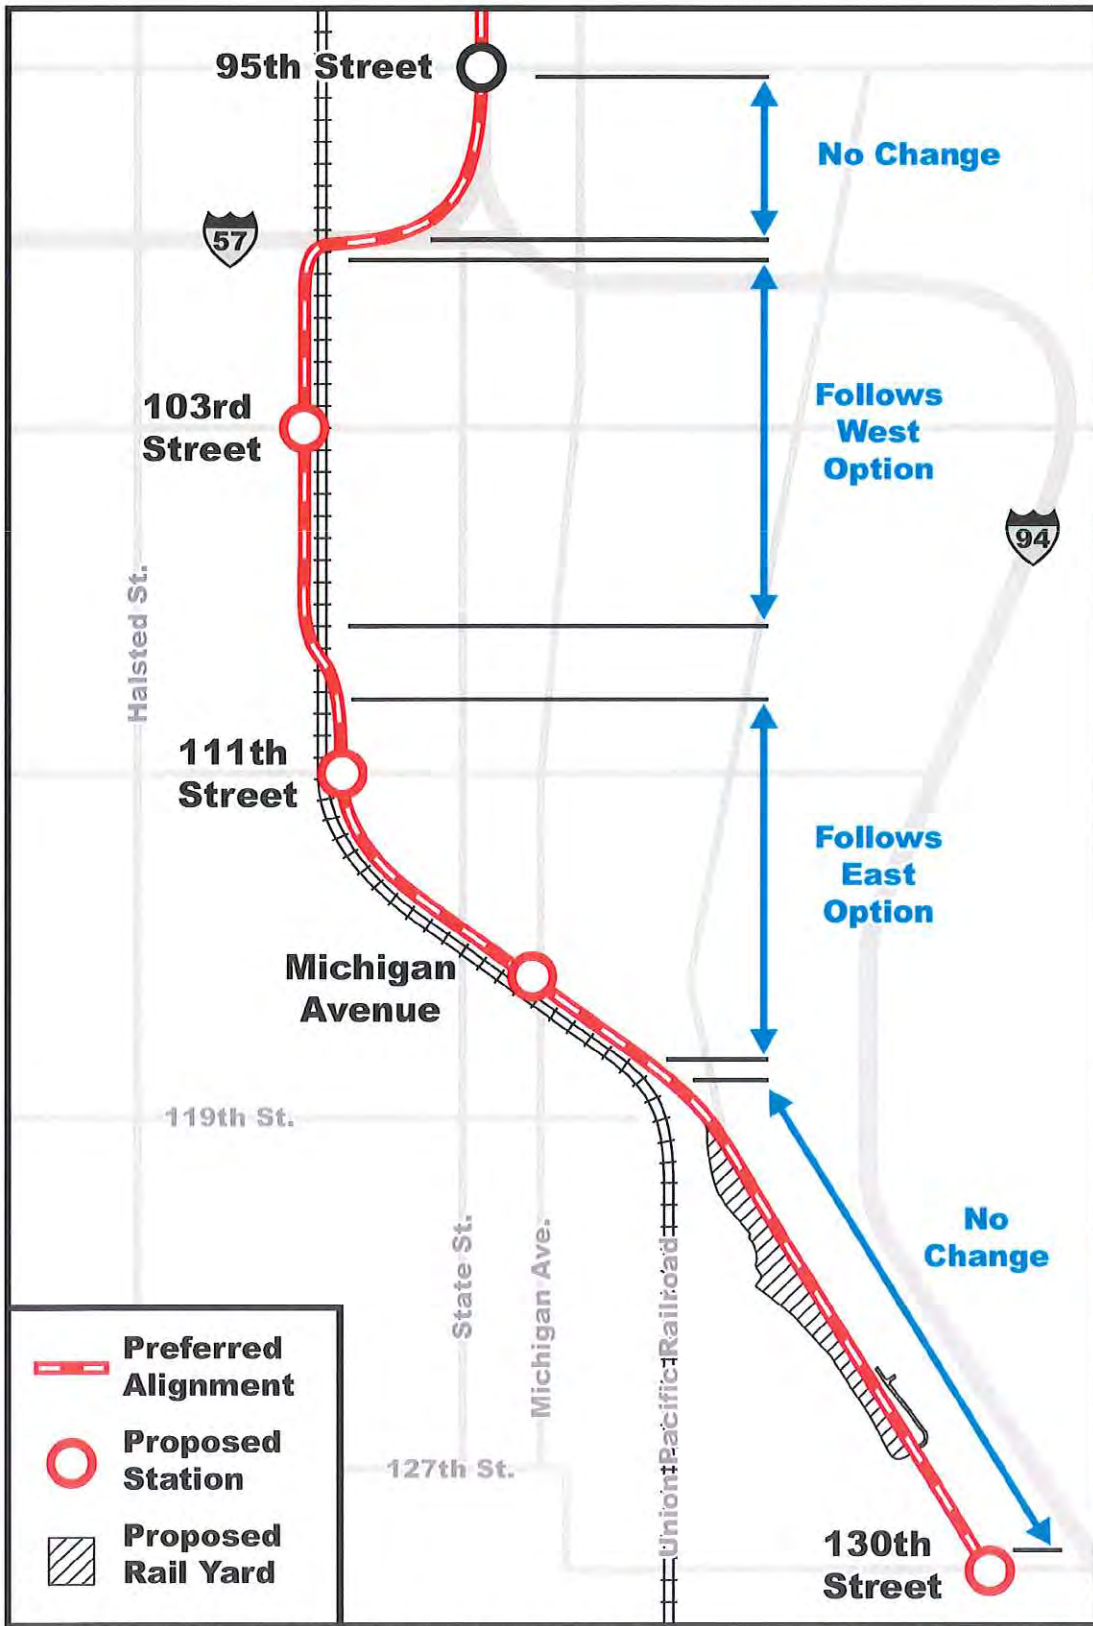 95th Street
No Change
57
Follows
West
Option
103rd
Street
94
Halsted St.
111th
Street
Follows
East
Option
Michigan
Avenue
119th St.
No
Change
State St.
Michigan Ave.
Union Pacific Railroad
127th St.
130th
Street
Preferred
Alignment
Proposed
Station
Proposed
Rail Yard